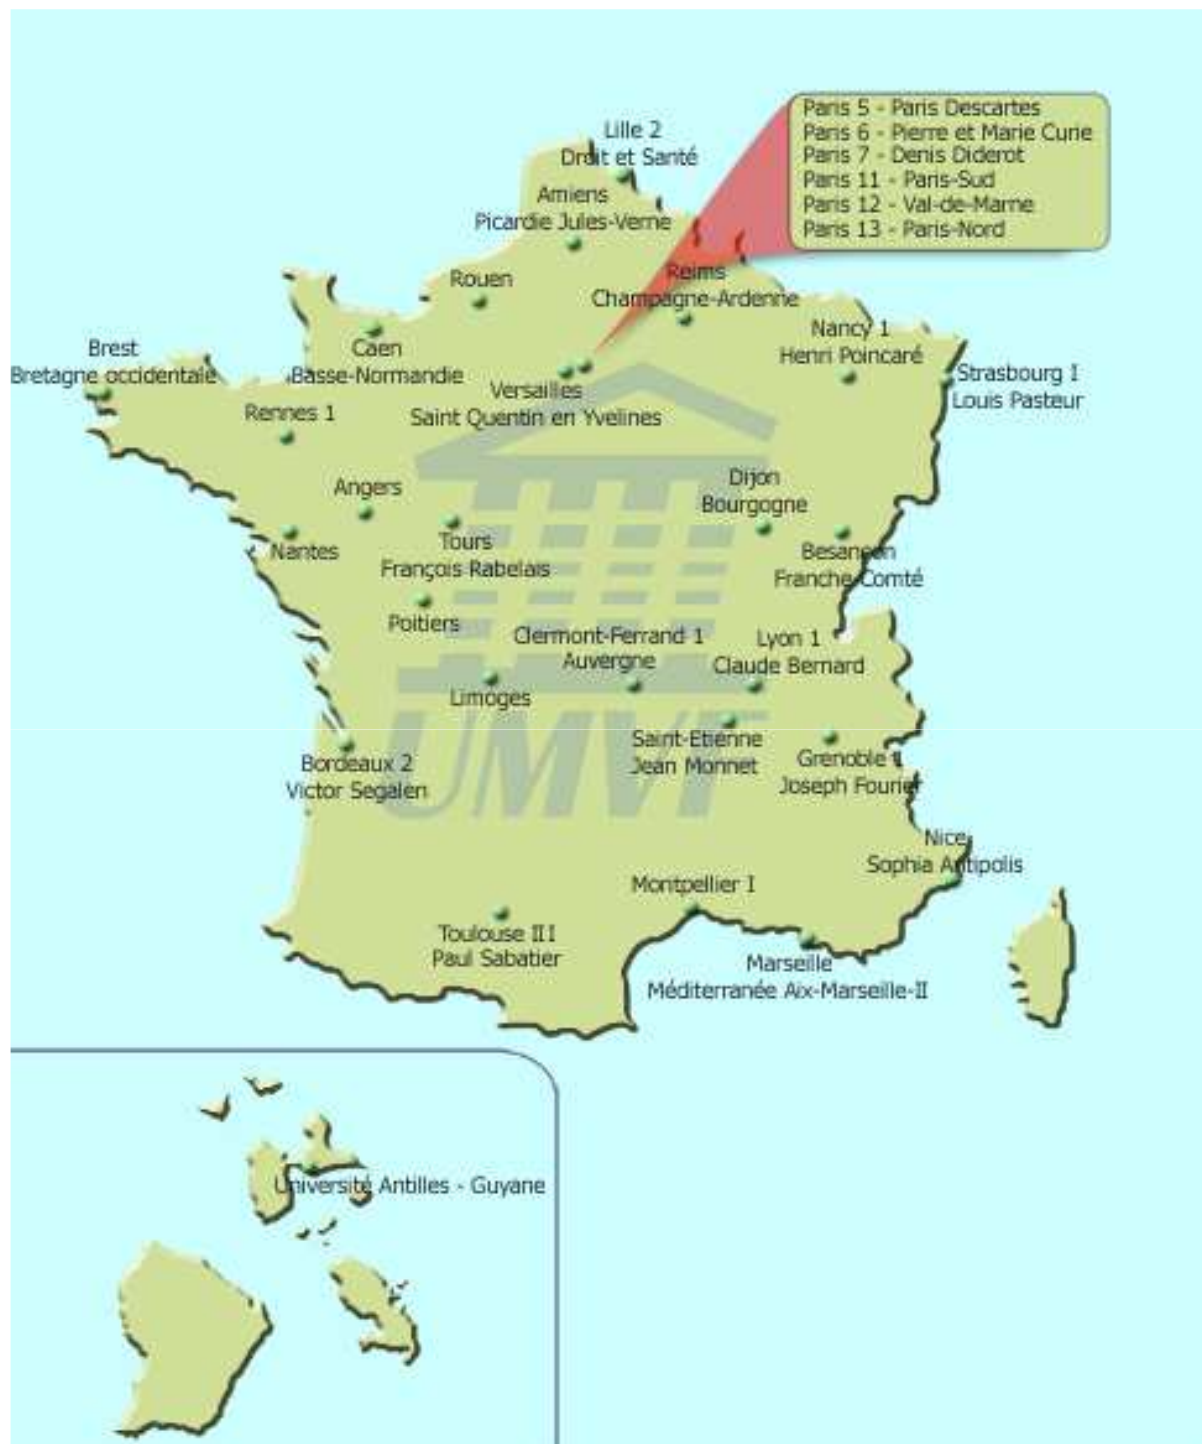 Paris 5 - Paris Descartes
Paris 6 - Pierre et Marie Curie
Paris 7 - Denis Diderot
Paris 11 - Paris-Sud
Paris 12 - Val-de-Marne
Paris 13 - Paris-Nord
Lille 2
Droit et Santé
Amiens
Picardie Jules-Verne
Rouen
Reims
Champagne-Ardenne
Caen
Basse-Normandie
Nancy 1
Henri Poincaré
Brest
Bretagne occidentale
Strasbourg I
Louis Pasteur
Versailles
Saint Quentin en Yvelines
Rennes 1
Angers
Dijon
Bourgogne
Nantes
Tours
François Rabelais
Besançon
Franche-Comté
Poitiers
Clermont-Ferrand 1
Auvergne
Lyon 1
Claude Bernard
Limoges
UMVF
Saint-Etienne
Jean Monnet
Grenoble 1
Joseph Fourier
Bordeaux 2
Victor Segalen
Nice
Sophia Antipolis
Montpellier I
Toulouse III
Paul Sabatier
Marseille
Méditerranée Aix-Marseille-II
Université Antilles - Guyane